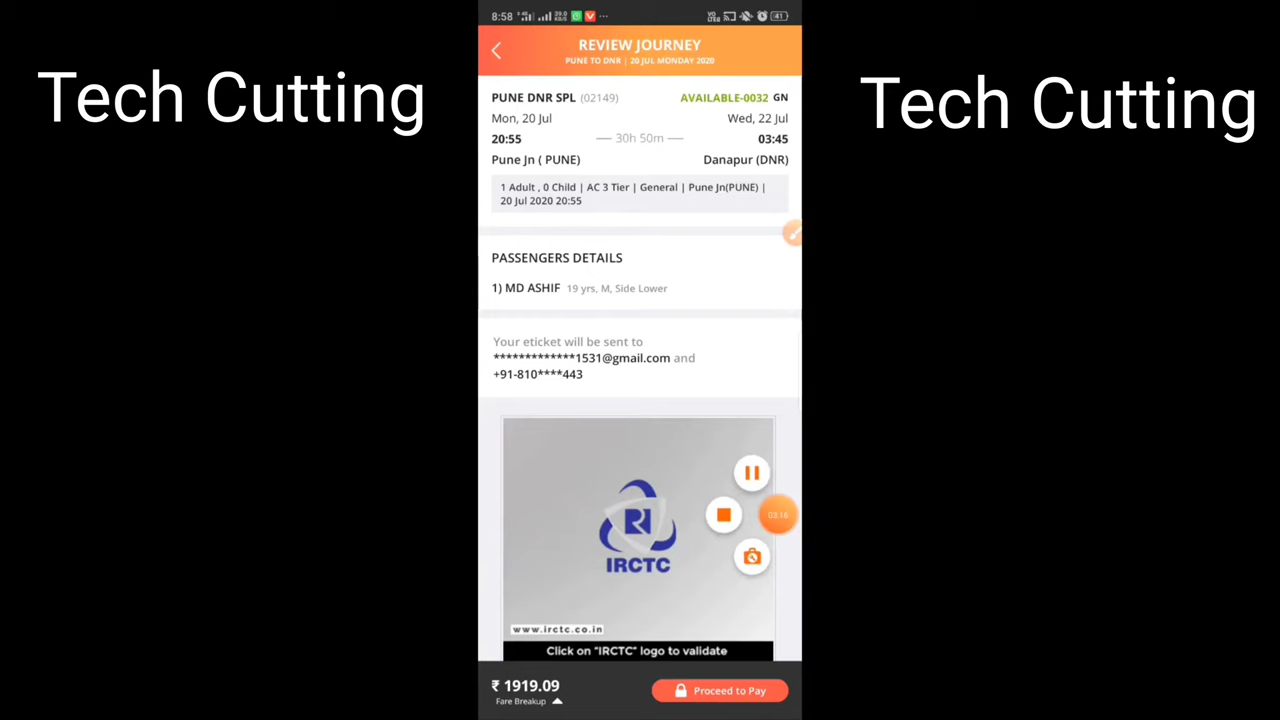 Tech Cutting
Tech Cutting
8:58
41
REVIEW JOURNEY
PUNE TO DNR | 20 JUL MONDAY 2020
PUNE DNR SPL (02149)
AVAILABLE-0032 GN
Mon, 20 Jul
Wed, 22 Jul
20:55
30h 50m
03:45
Pune Jn ( PUNE)
Danapur (DNR)
1 Adult , 0 Child | AC 3 Tier | General | Pune Jn(PUNE) |
20 Jul 2020 20:55
PASSENGERS DETAILS
1) MD ASHIF 19 yrs, M, Side Lower
Your eticket will be sent to
*************1531@gmail.com and
+91-810****443
IRCTC
www.irctc.co.in
Click on "IRCTC" logo to validate
03:16
₹ 1919.09
Fare Breakup
Proceed to Pay